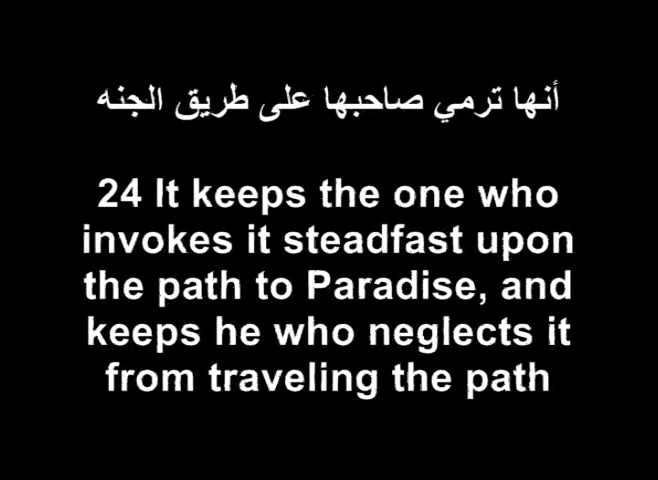 أنها ترمي صاحبها على طريق الجنه
24 It keeps the one who
invokes it steadfast upon
the path to Paradise, and
keeps he who neglects it
from traveling the path